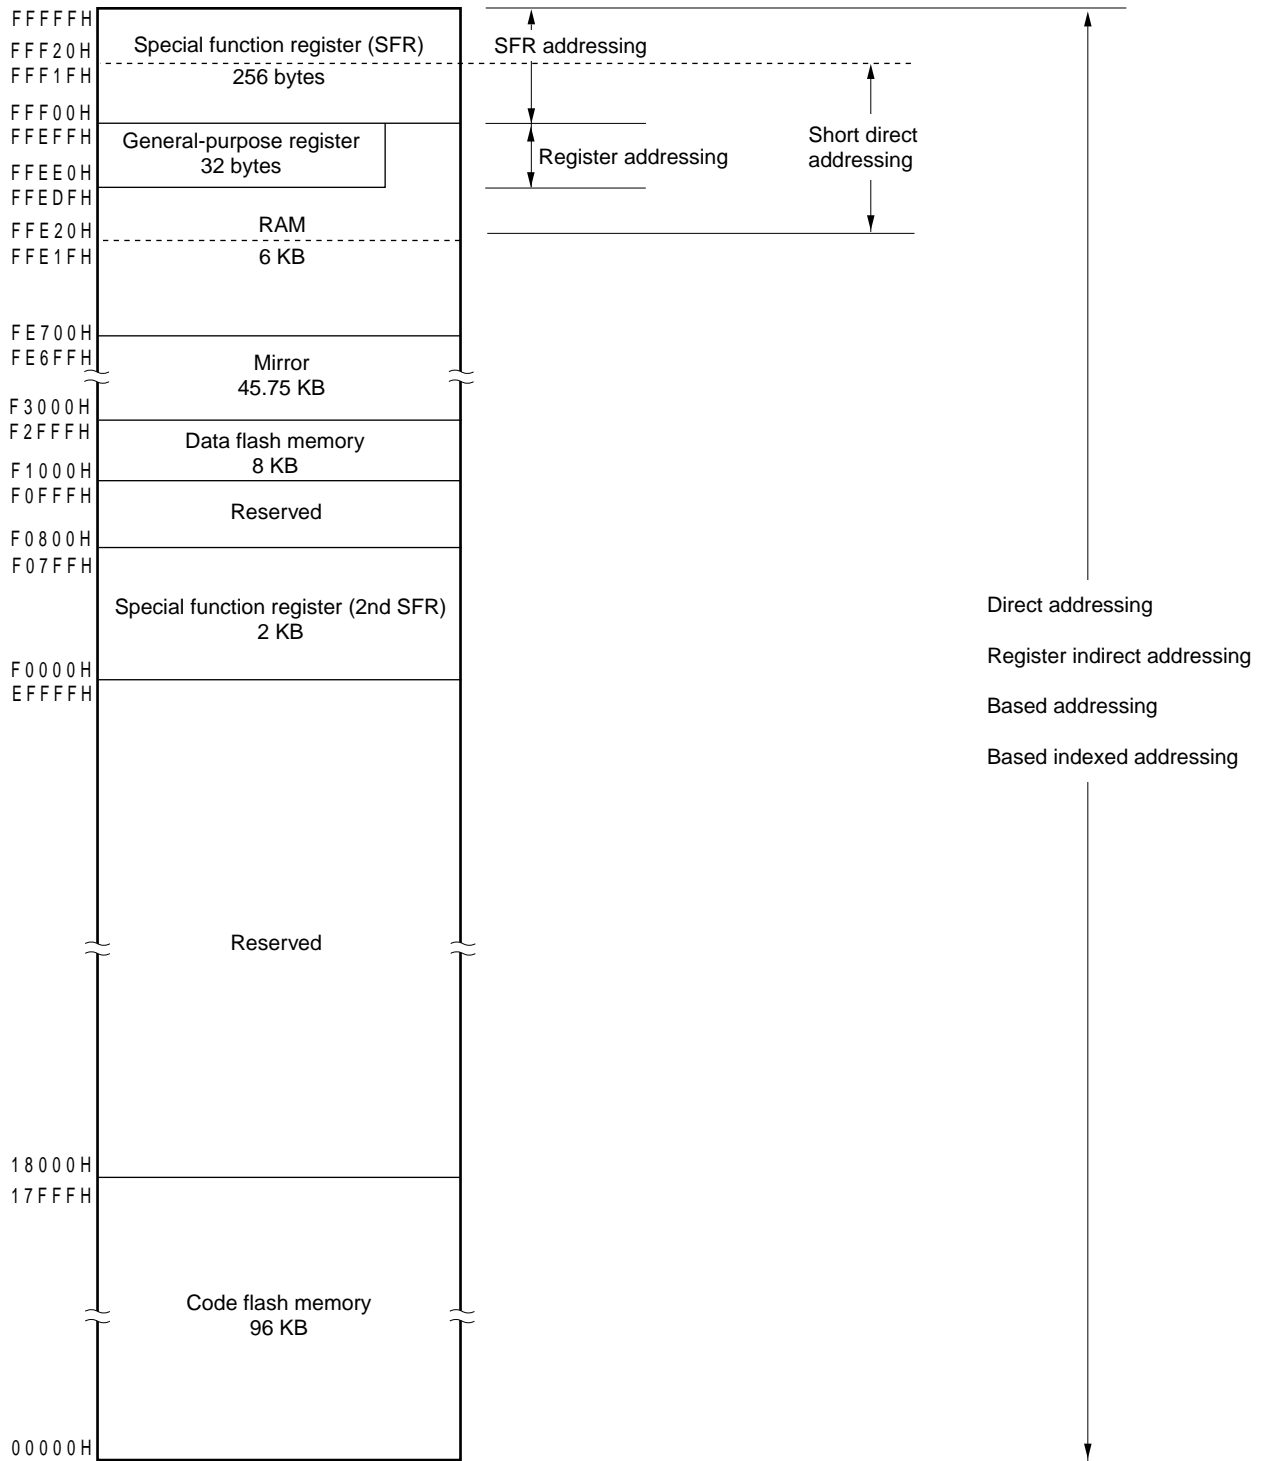 FFFFFH
Special function register (SFR)
SFR addressing
FFF20H
FFF1FH
256 bytes
FFF00H
FFEFFH
General-purpose register
32 bytes
Register addressing
Short direct
addressing
FFEE0H
FFEDFH
RAM
FFE20H
FFE1FH
6 KB
FE700H
FE6FFH
Mirror
45.75 KB
F3000H
F2FFFH
Data flash memory
8 KB
F1000H
F0FFFH
Reserved
F0800H
F07FFH
Special function register (2nd SFR)
2 KB
Direct addressing
Register indirect addressing
Based addressing
Based indexed addressing
F0000H
EFFFFH
Reserved
18000H
17FFFH
Code flash memory
96 KB
00000H